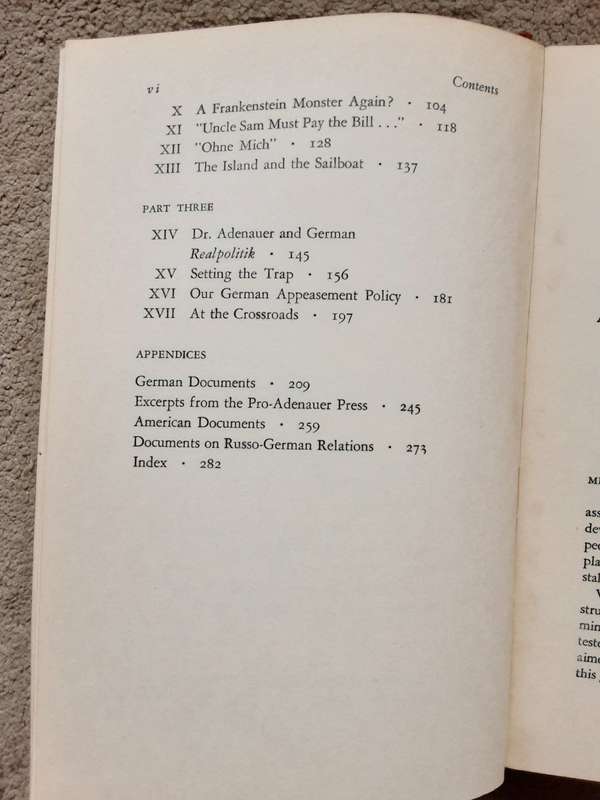 vi
Contents
X A Frankenstein Monster Again? · 104
XI "Uncle Sam Must Pay the Bill . . ." · 118
XII "Ohne Mich" · 128
XIII The Island and the Sailboat · 137
PART THREE
XIV Dr. Adenauer and German
Realpolitik · 145
XV Setting the Trap · 156
XVI Our German Appeasement Policy · 181
XVII At the Crossroads · 197
APPENDICES
German Documents · 209
Excerpts from the Pro-Adenauer Press · 245
American Documents · 259
Documents on Russo-German Relations · 273
Index · 282
this